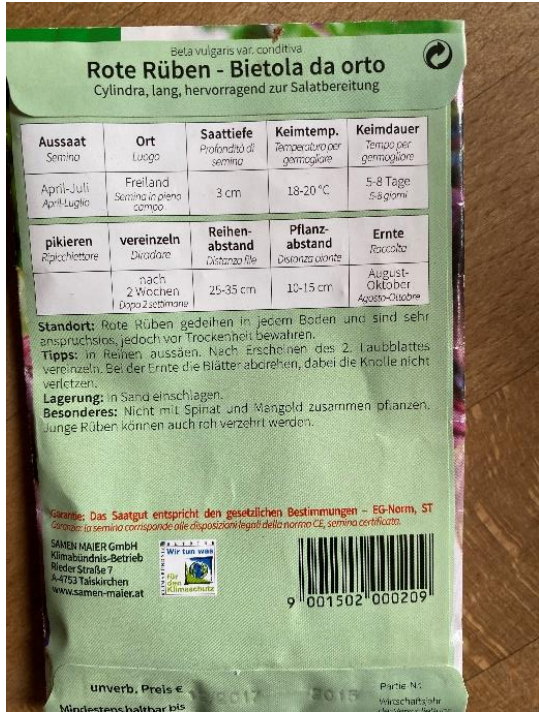 Beta vulgaris var. conditiva
Rote Rüben - Bietola da orto
Cylindra, lang, hervorragend zur Salatbereitung
Aussaat Ort Saattiefe Keimtemp. Keimdauer
Semina Luogo Profondità di semina Temperatura per germogliare Tempo per germogliare
April-Juli Freiland 3 cm 18-20°C 5-8 Tage
April-Luglio Semina in pieno campo 5-8 giorni
pikieren vereinzeln Reihenabstand Pflanzabstand Ernte
Ripicchiettare Diradare Distanza file Distanza piante Raccolta
nach 2 Wochen 25-35 cm 10-15 cm August-Oktober
Dopo 2 settimane Agosto-Ottobre
Standort: Rote Rüben gedeihen in jedem Boden und sind sehr
anspruchslos, jedoch vor Trockenheit bewahren.
Tipps: in Reihen aussäen. Nach Erscheinen des 2. Laubblattes
vereinzeln. Bei der Ernte die Blätter abdrehen, dabei die Knolle nicht
verletzen.
Lagerung: In Sand einschlagen.
Besonderes: Nicht mit Spinat und Mangold zusammen pflanzen.
Junge Rüben können auch roh verzehrt werden.
Garantie: Das Saatgut entspricht den gesetzlichen Bestimmungen – EG-Norm, ST
Garanzia: la semina corrisponde alle disposizioni legali della norma CE, semina certificata.
SAMEN MAIER GmbH
Klimabündnis-Betrieb
Rieder Straße 7
A-4753 Taiskirchen
www.samen-maier.at
Wir tun was
für
den
Klimaschutz
9 001502 000209
unverb. Preis € 2017 2015 Partie-Nr.
Mindestens haltbar bis Wirtschaftsjahr